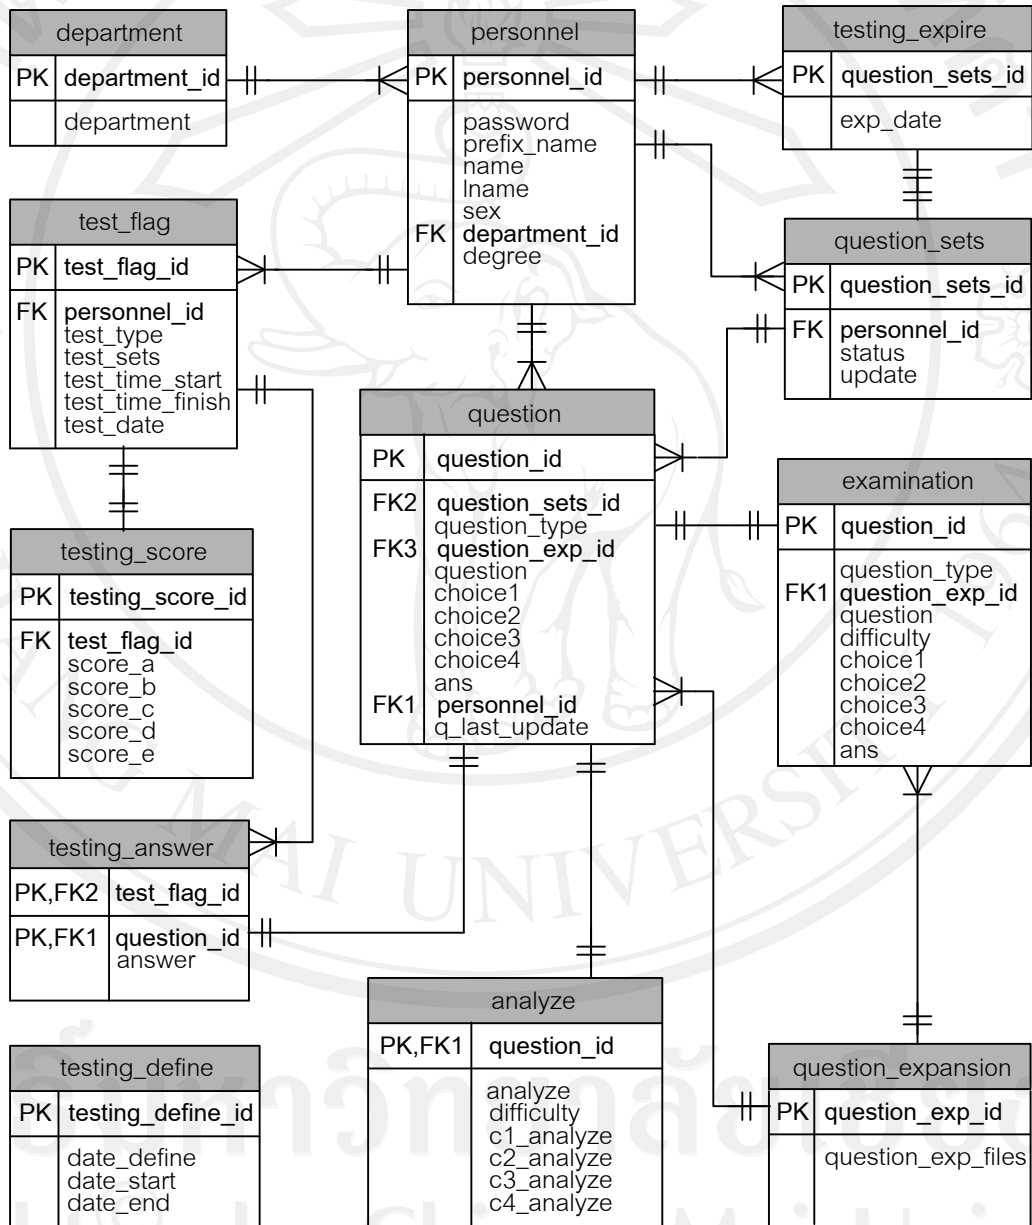 department
PK department_id
department
personnel
PK personnel_id
password
prefix_name
name
lname
sex
FK department_id
degree
testing_expire
PK question_sets_id
exp_date
test_flag
PK test_flag_id
FK personnel_id
test_type
test_sets
test_time_start
test_time_finish
test_date
question_sets
PK question_sets_id
FK personnel_id
status
update
question
PK question_id
FK2 question_sets_id
question_type
FK3 question_exp_id
question
choice1
choice2
choice3
choice4
ans
FK1 personnel_id
q_last_update
examination
PK question_id
question_type
FK1 question_exp_id
question
difficulty
choice1
choice2
choice3
choice4
ans
testing_score
PK testing_score_id
FK test_flag_id
score_a
score_b
score_c
score_d
score_e
testing_answer
PK,FK2 test_flag_id
PK,FK1 question_id
answer
analyze
PK,FK1 question_id
analyze
difficulty
c1_analyze
c2_analyze
c3_analyze
c4_analyze
testing_define
PK testing_define_id
date_define
date_start
date_end
question_expansion
PK question_exp_id
question_exp_files
MAI UNIVERSITY 196